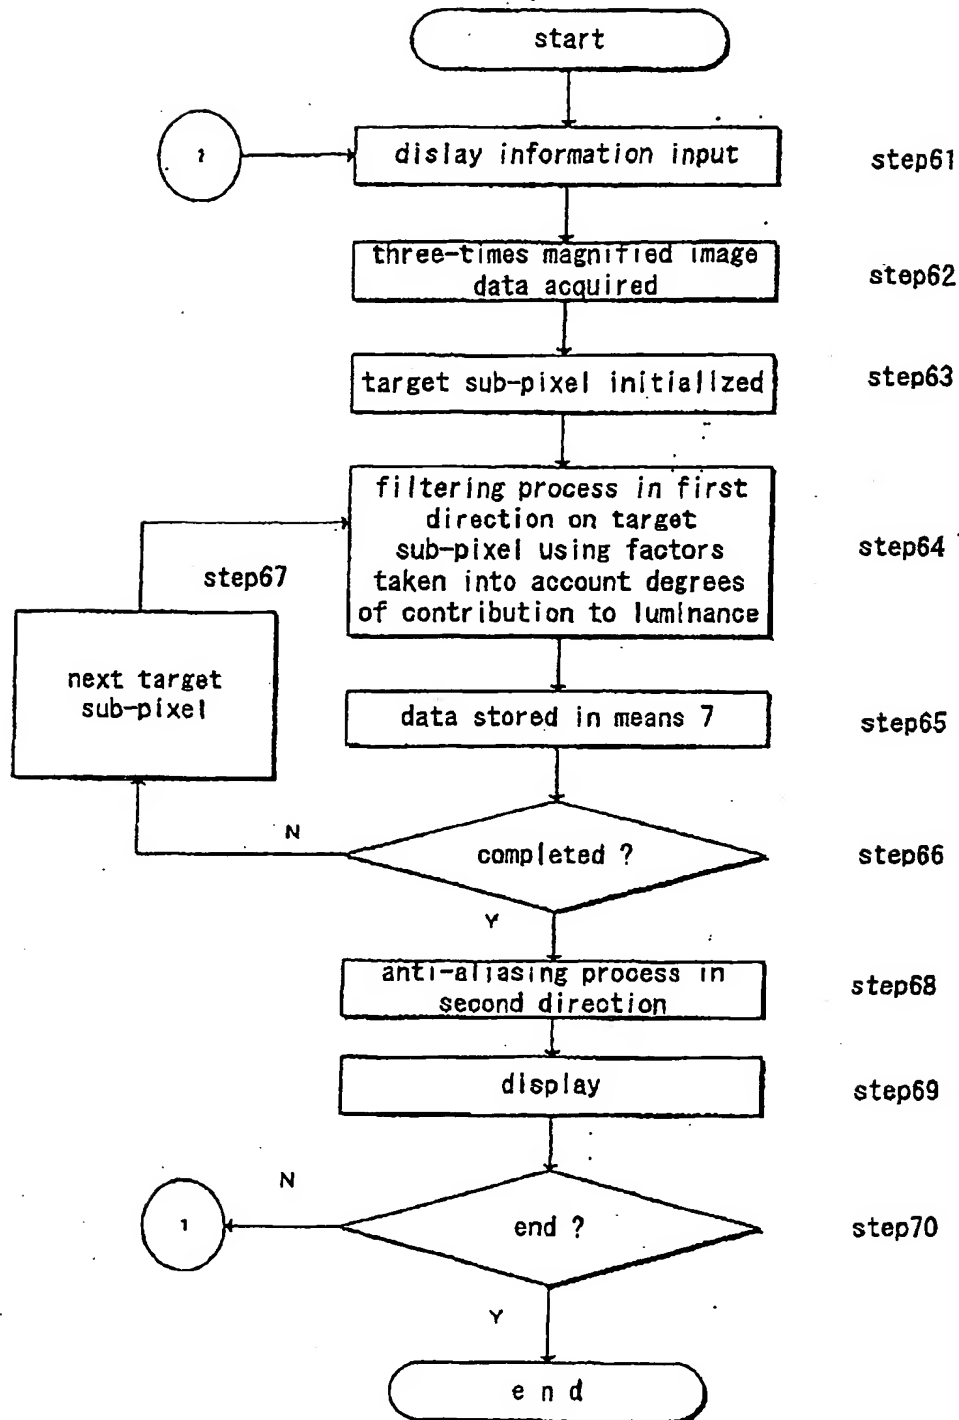 start
1
dislay information input
step61
three-times magnified image
data acquired
step62
target sub-pixel initialized
step63
filtering process in first
direction on target
sub-pixel using factors
taken into account degrees
of contribution to luminance
step64
step67
next target
sub-pixel
data stored in means 7
step65
N
completed ?
step66
Y
anti-aliasing process in
second direction
step68
display
step69
N
1
end ?
step70
Y
e n d